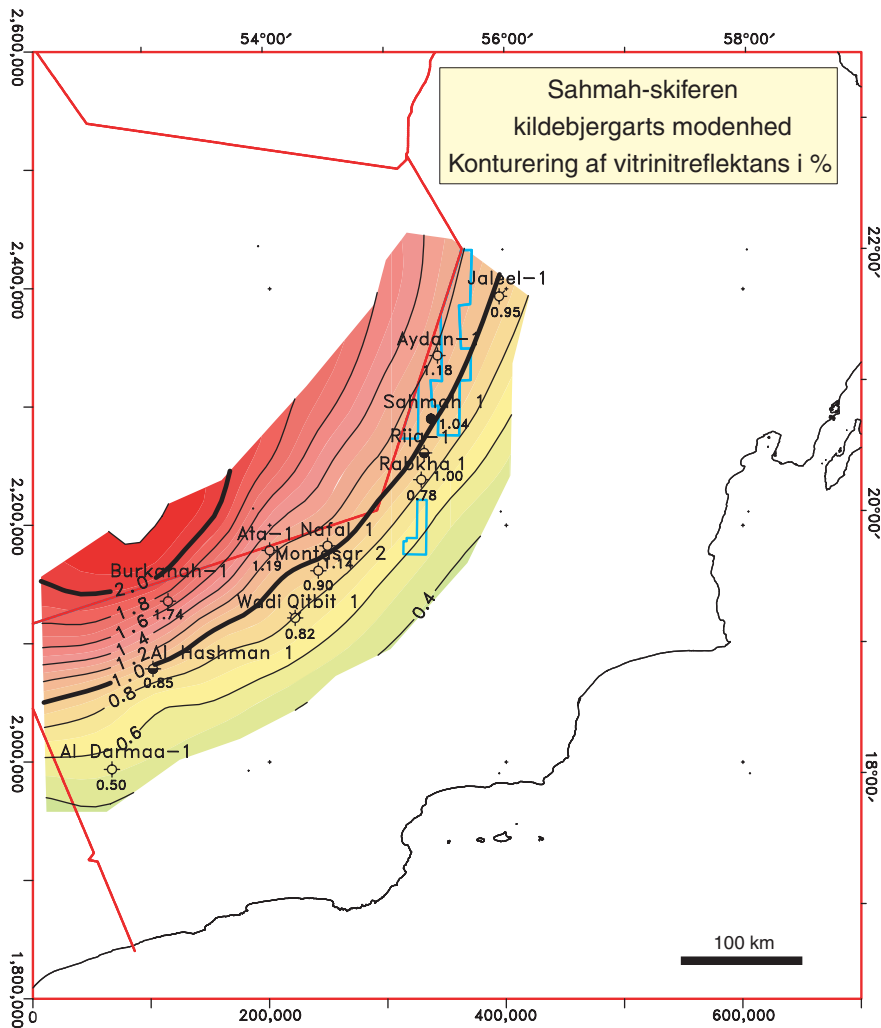 54°00′
56°00′
58°00′
2,600,000
Sahmah-skiferen
kildebjergarts modenhed
Konturering af vitrinitreflektans i %
22°00′
2,400,000
Jaleel-1
0.95
Aydan-1
1.18
Sahmah 1
1.04
Rija-1
1.00
Rabkha 1
0.78
20°00′
2,200,000
Ata-1
1.19
Nafal 1
1.14
Montasar 2
0.90
Burkanah-1
1.74
2.0
1.8
1.6
1.4
1.2
1.0
0.8
0.6
0.4
Wadi Qitbit 1
0.82
Al Hashman 1
0.85
Al Darmaa-1
0.50
2,000,000
18°00′
100 km
1,800,000
0
200,000
400,000
600,000